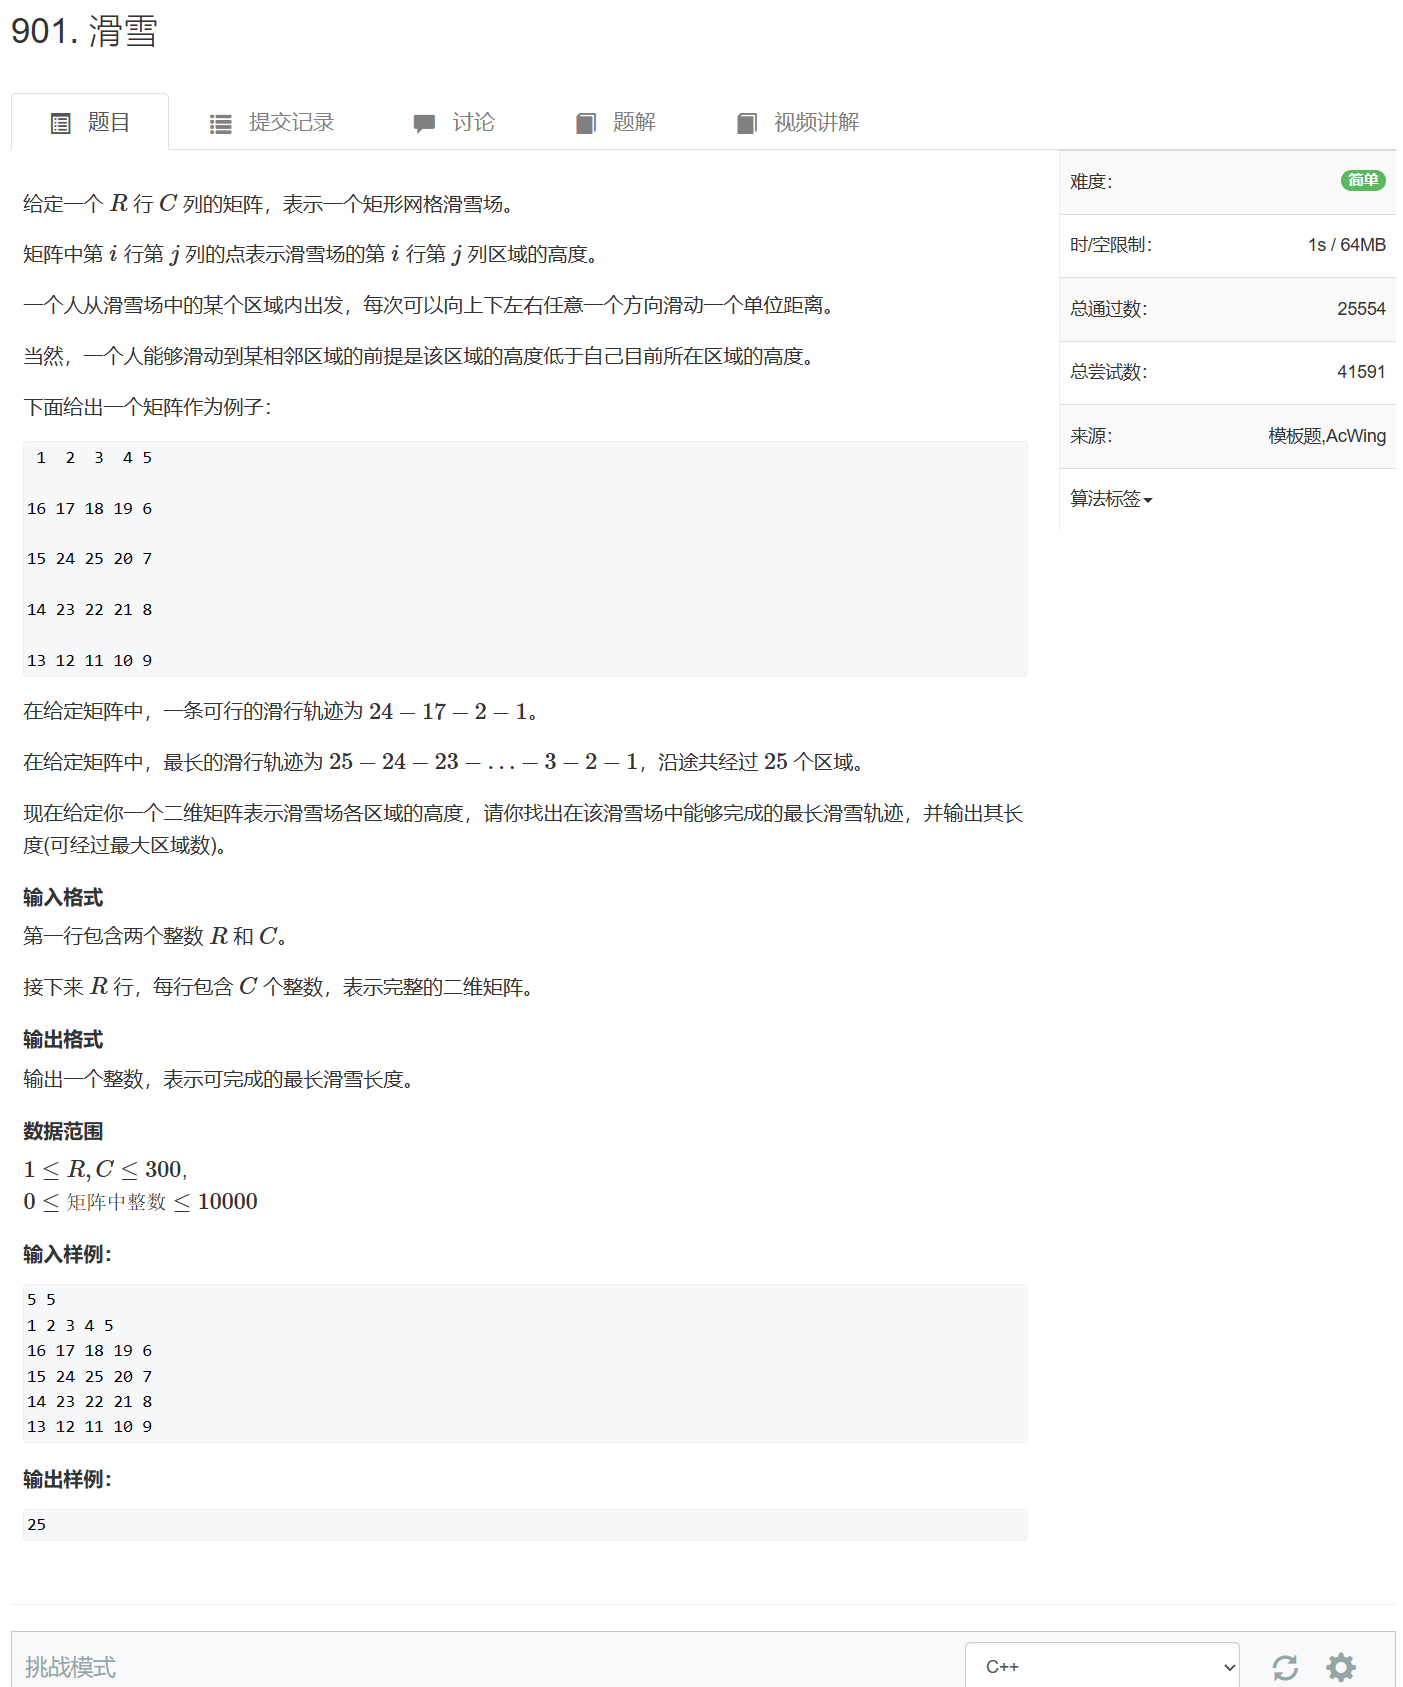 901. 滑雪
题目 提交记录 讨论 题解 视频讲解
给定一个 R 行 C 列的矩阵，表示一个矩形网格滑雪场。
矩阵中第 i 行第 j 列的点表示滑雪场的第 i 行第 j 列区域的高度。
一个人从滑雪场中的某个区域内出发，每次可以向上下左右任意一个方向滑动一个单位距离。
当然，一个人能够滑动到某相邻区域的前提是该区域的高度低于自己目前所在区域的高度。
下面给出一个矩阵作为例子：
1 2 3 4 5
16 17 18 19 6
15 24 25 20 7
14 23 22 21 8
13 12 11 10 9
在给定矩阵中，一条可行的滑行轨迹为 24 − 17 − 2 − 1。
在给定矩阵中，最长的滑行轨迹为 25 − 24 − 23 − … − 3 − 2 − 1，沿途共经过 25 个区域。
现在给定你一个二维矩阵表示滑雪场各区域的高度，请你找出在该滑雪场中能够完成的最长滑雪轨迹，并输出其长
度(可经过最大区域数)。
输入格式
第一行包含两个整数 R 和 C。
接下来 R 行，每行包含 C 个整数，表示完整的二维矩阵。
输出格式
输出一个整数，表示可完成的最长滑雪长度。
数据范围
1 ≤ R, C ≤ 300,
0 ≤ 矩阵中整数 ≤ 10000
输入样例：
5 5
1 2 3 4 5
16 17 18 19 6
15 24 25 20 7
14 23 22 21 8
13 12 11 10 9
输出样例：
25
难度： 简单
时/空限制： 1s / 64MB
总通过数： 25554
总尝试数： 41591
来源： 模板题,AcWing
算法标签
挑战模式 C++